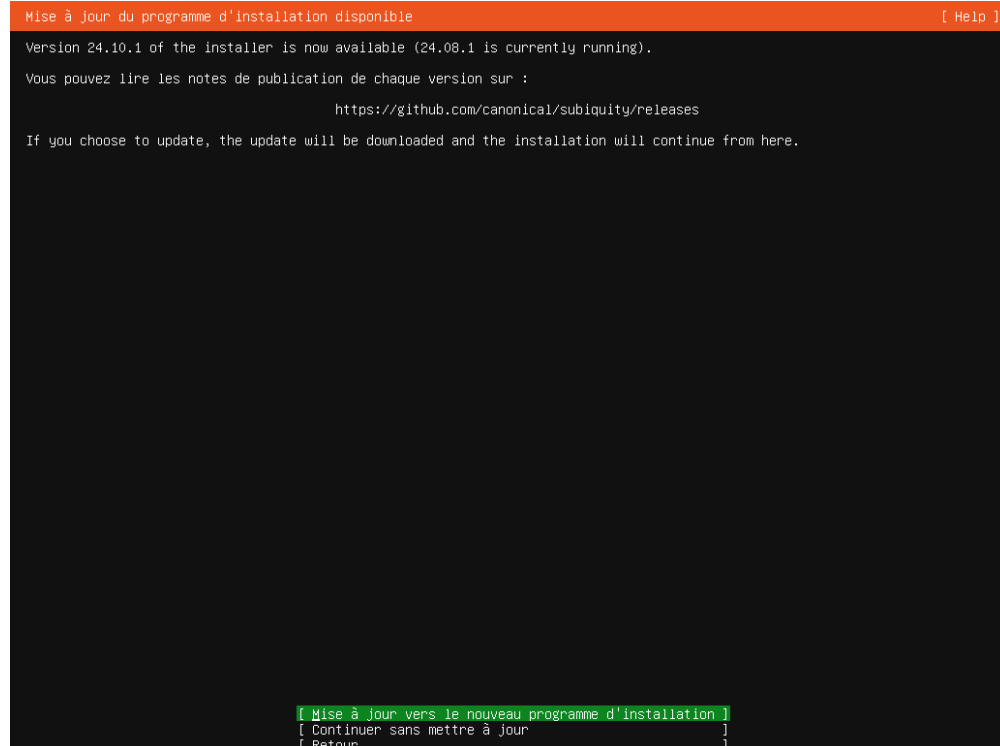 Mise à jour du programme d'installation disponible [ Help ]
Version 24.10.1 of the installer is now available (24.08.1 is currently running).
Vous pouvez lire les notes de publication de chaque version sur :
https://github.com/canonical/subiquity/releases
If you choose to update, the update will be downloaded and the installation will continue from here.
[ Mise à jour vers le nouveau programme d'installation ]
[ Continuer sans mettre à jour ]
[ Retour ]